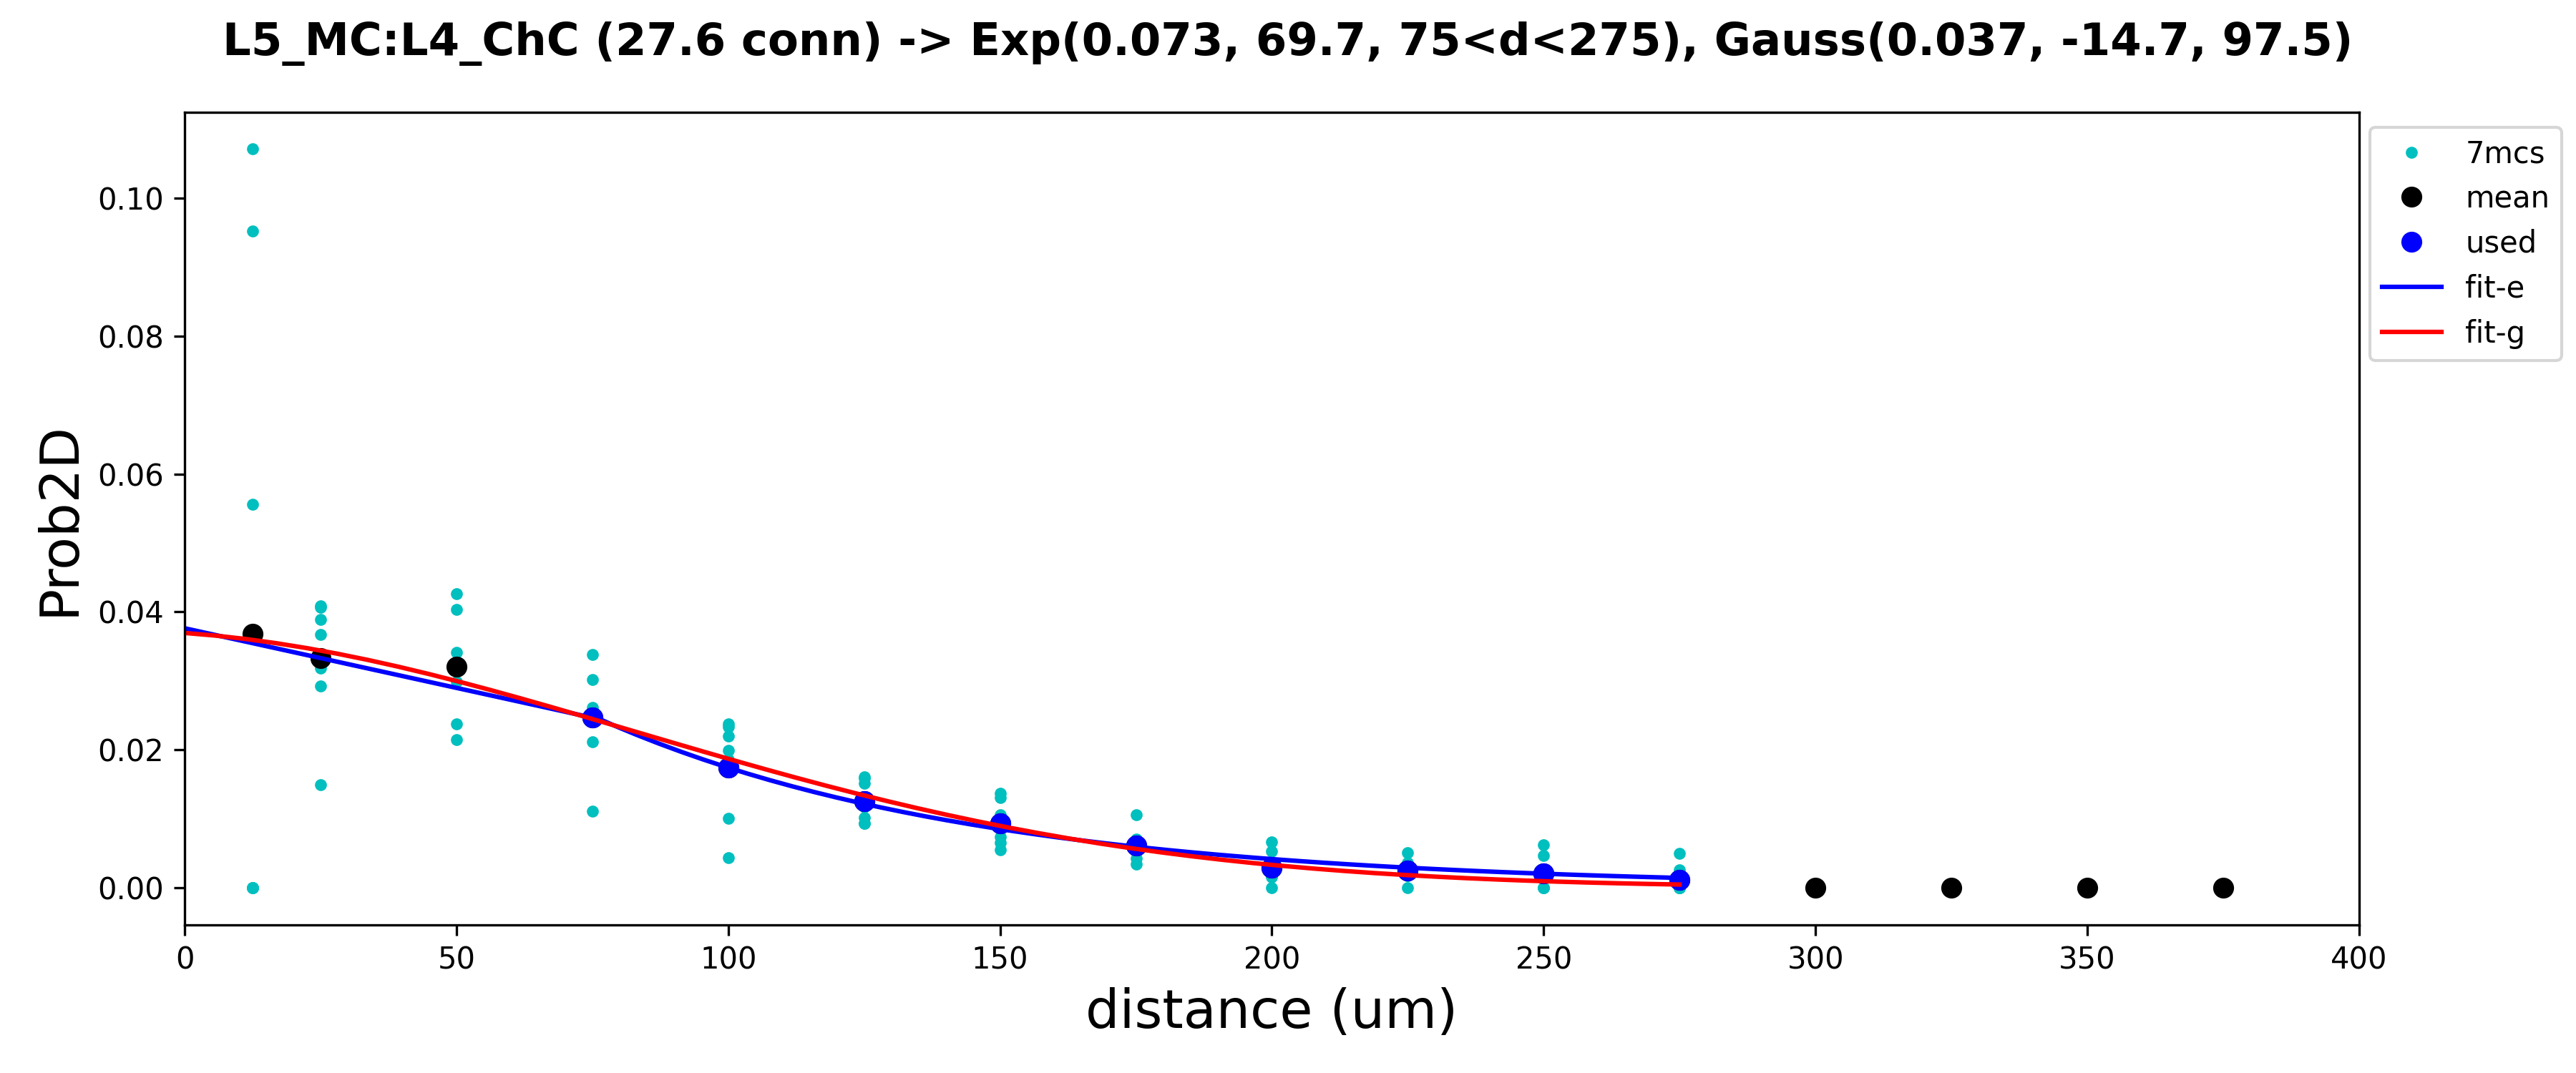 L5_MC:L4_ChC (27.6 conn) -> Exp(0.073, 69.7, 75<d<275), Gauss(0.037, -14.7, 97.5)
7mcs
mean
used
fit-e
fit-g
Prob2D
0.10
0.08
0.06
0.04
0.02
0.00
0 50 100 150 200 250 300 350 400
distance (um)